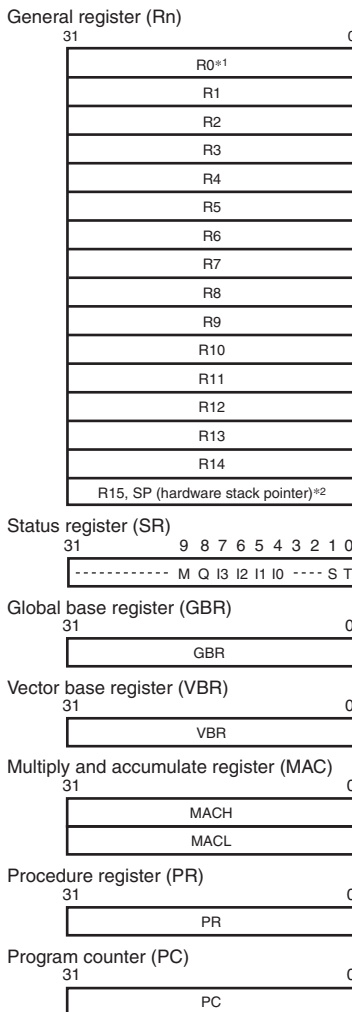 General register (Rn)
31 0
R0*1
R1
R2
R3
R4
R5
R6
R7
R8
R9
R10
R11
R12
R13
R14
R15, SP (hardware stack pointer)*2
Status register (SR)
31 9 8 7 6 5 4 3 2 1 0
------------ M Q I3 I2 I1 I0 ---- S T
Global base register (GBR)
31 0
GBR
Vector base register (VBR)
31 0
VBR
Multiply and accumulate register (MAC)
31 0
MACH
MACL
Procedure register (PR)
31 0
PR
Program counter (PC)
31 0
PC